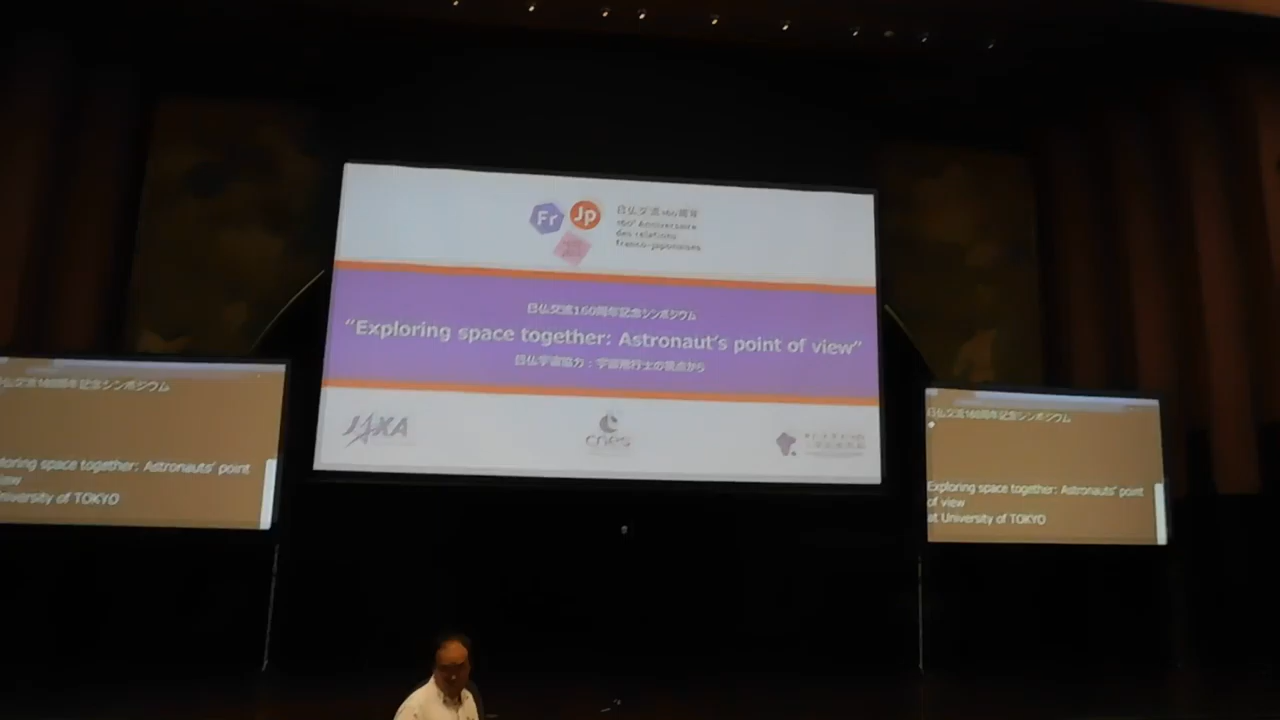 Fr
Jp
日仏交流160周年
160e Anniversaire
des relations
franco-japonaises
日仏交流160周年記念シンポジウム
“Exploring space together: Astronaut’s point of view”
日仏宇宙協力：宇宙飛行士の視点から
JAXA
cnes
日仏交流160周年記念シンポジウム
loring space together: Astronauts’ point
iew
niversity of TOKYO
日仏交流160周年記念シンポジウム
Exploring space together: Astronauts’ point
of view
at University of TOKYO